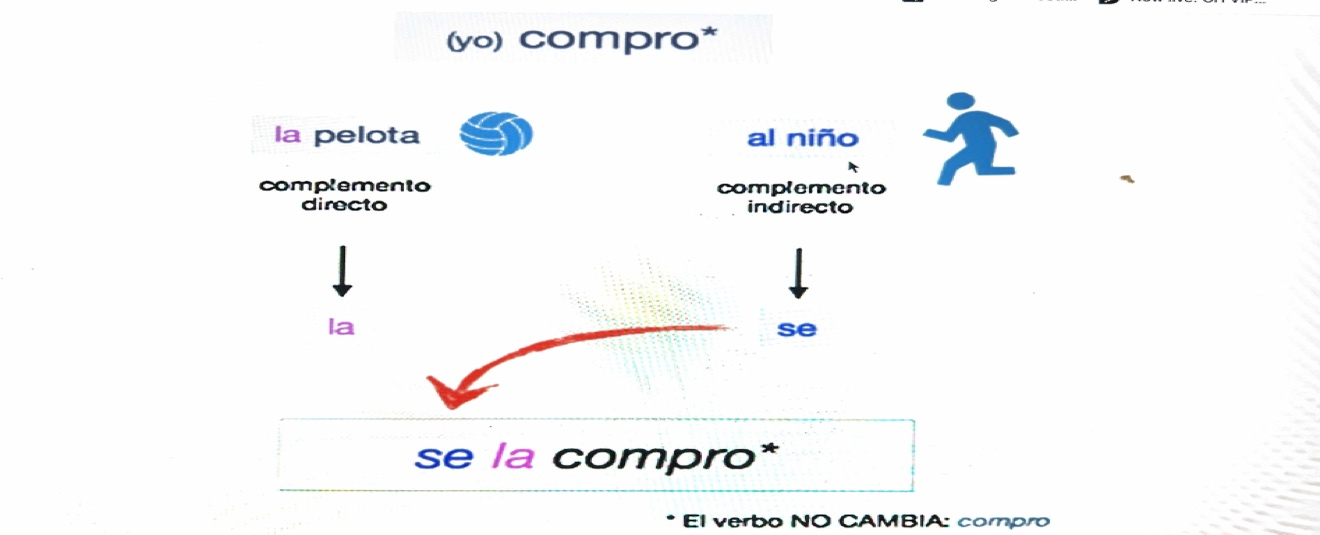 (yo) compro*
la pelota
al niño
complemento
directo
complemento
indirecto
la
se
se la compro*
* El verbo NO CAMBIA: compro